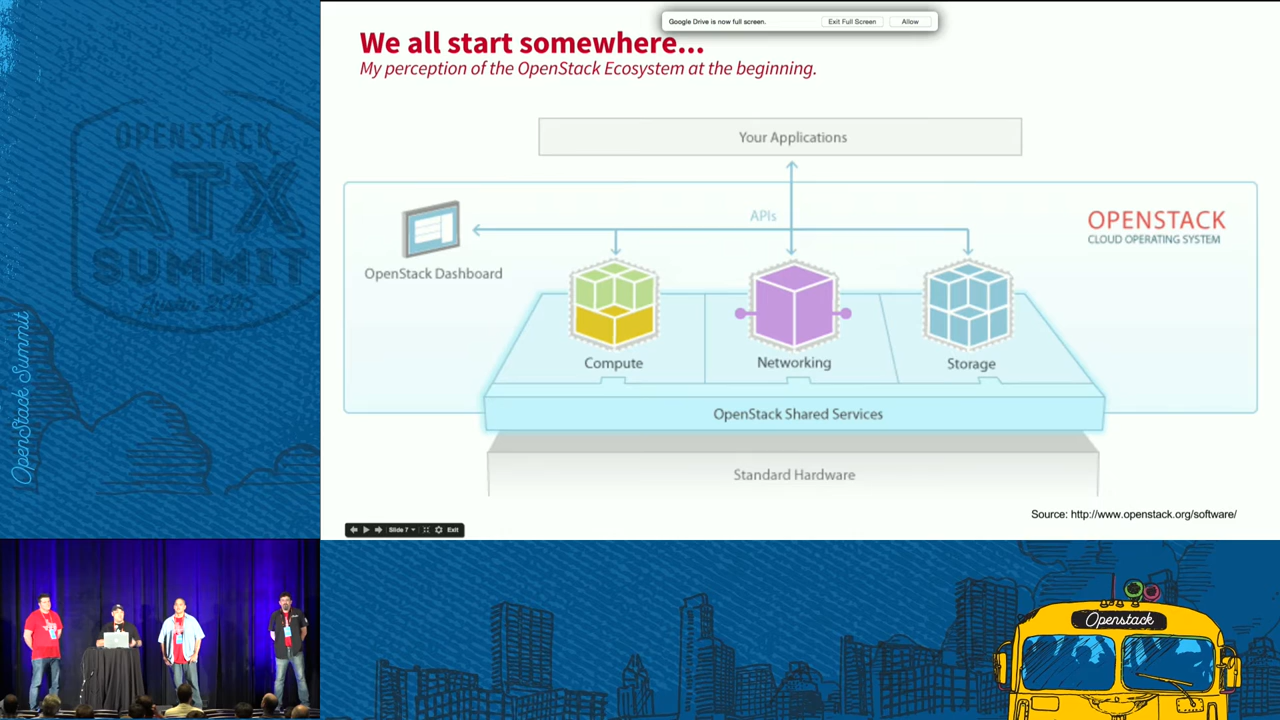 Google Drive is now full screen.
Exit Full Screen
Allow
We all start somewhere...
My perception of the OpenStack Ecosystem at the beginning.
Your Applications
APIs
OPENSTACK
CLOUD OPERATING SYSTEM
OpenStack Dashboard
Compute
Networking
Storage
OpenStack Shared Services
Standard Hardware
Source: http://www.openstack.org/software/
Slide 7
Exit
OPENSTACK
ATX
SUMMIT
OpenStack Summit
Openstack